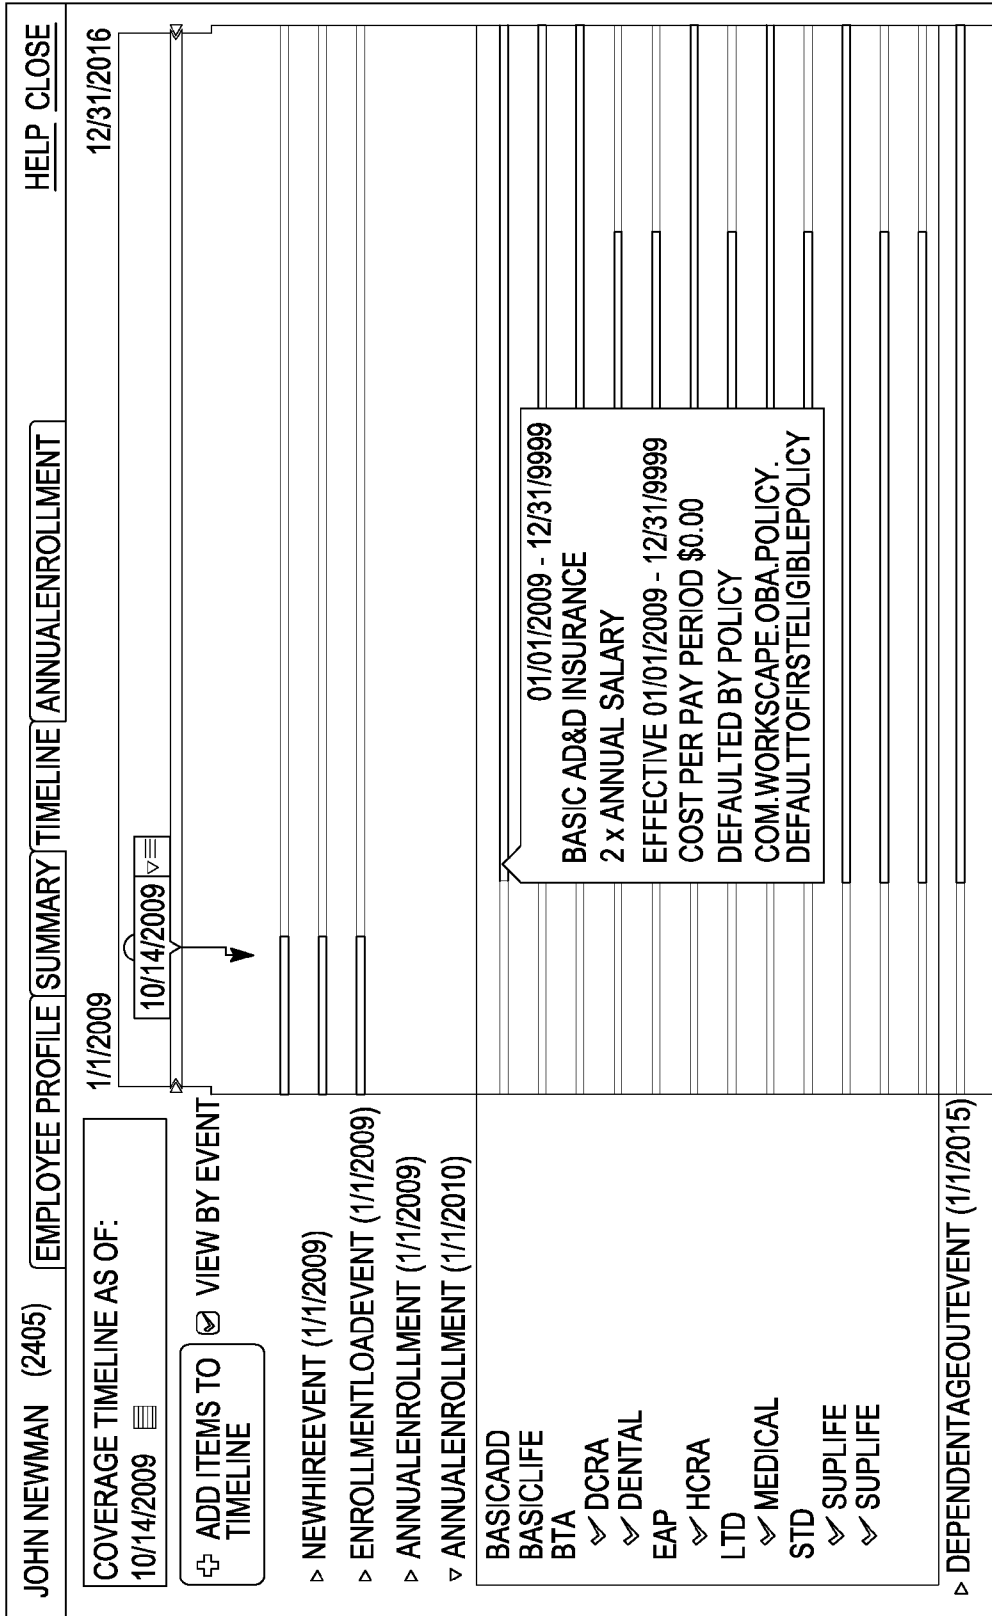 JOHN NEWMAN (2405)
EMPLOYEE PROFILE SUMMARY TIMELINE ANNUALENROLLMENT
HELP CLOSE
COVERAGE TIMELINE AS OF:
10/14/2009
1/1/2009
12/31/2016
10/14/2009
ADD ITEMS TO
TIMELINE
VIEW BY EVENT
NEWHIREEVENT (1/1/2009)
ENROLLMENTLOADEVENT (1/1/2009)
ANNUALENROLLMENT (1/1/2009)
ANNUALENROLLMENT (1/1/2010)
BASICADD
BASICLIFE
BTA
DCRA
DENTAL
EAP
HCRA
LTD
MEDICAL
STD
SUPLIFE
SUPLIFE
01/01/2009 - 12/31/9999
BASIC AD&D INSURANCE
2 x ANNUAL SALARY
EFFECTIVE 01/01/2009 - 12/31/9999
COST PER PAY PERIOD $0.00
DEFAULTED BY POLICY
COM.WORKSCAPE.OBA.POLICY.
DEFAULTTOFIRSTELIGIBLEPOLICY
DEPENDENTAGEOUTEVENT (1/1/2015)